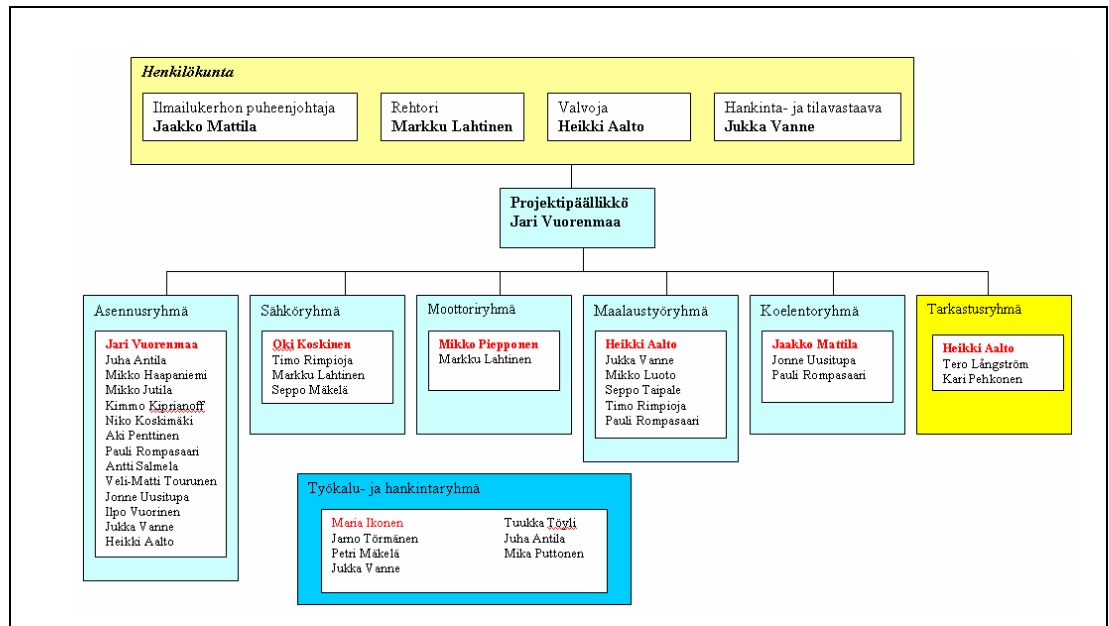 Henkilökunta
Ilmailukerhon puheenjohtaja
Jaakko Mattila
Rehtori
Markku Lahtinen
Valvoja
Heikki Aalto
Hankinta- ja tilavastaava
Jukka Vanne
Projektipäällikkö
Jari Vuorenmaa
Asennusryhmä
Jari Vuorenmaa
Juha Antila
Mikko Haapaniemi
Mikko Jutila
Kimmo Kiprianoff
Niko Koskimäki
Aki Penttinen
Pauli Rompasaari
Antti Salmela
Veli-Matti Tourunen
Jonne Uusitupa
Ilpo Vuorinen
Jukka Vanne
Heikki Aalto
Sähköryhmä
Oki Koskinen
Timo Rimpioja
Markku Lahtinen
Seppo Mäkelä
Moottoriryhmä
Mikko Piepponen
Markku Lahtinen
Maalaustyöryhmä
Heikki Aalto
Jukka Vanne
Mikko Luoto
Seppo Taipale
Timo Rimpioja
Pauli Rompasaari
Koelentoryhmä
Jaakko Mattila
Jonne Uusitupa
Pauli Rompasaari
Tarkastusryhmä
Heikki Aalto
Tero Långström
Kari Pehkonen
Työkalu- ja hankintaryhmä
Maria Ikonen
Jarno Törmänen
Petri Mäkelä
Jukka Vanne
Tuukka Töyli
Juha Antila
Mika Puttonen